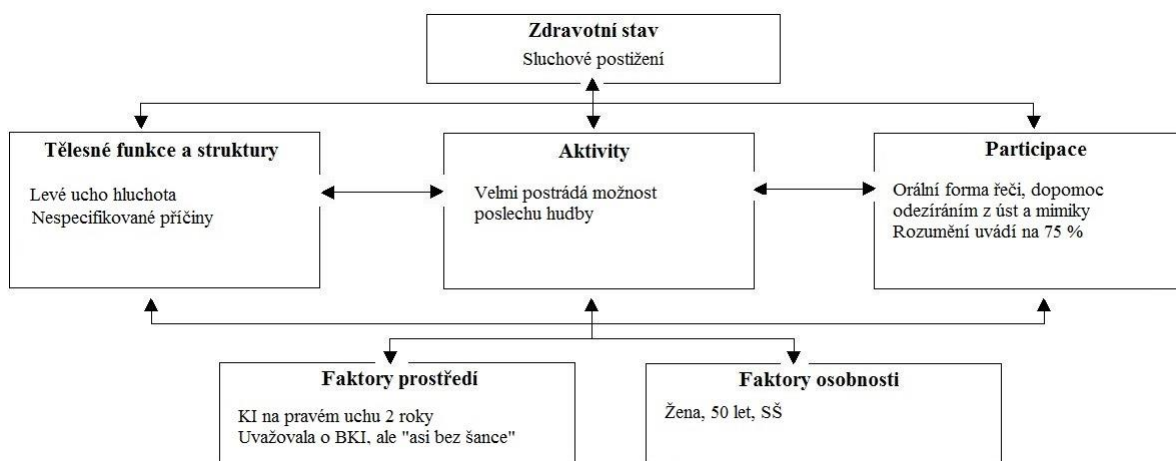 Zdravotní stav
Sluchové postižení
Tělesné funkce a struktury
Levé ucho hluchota
Nespecifikované příčiny
Aktivity
Velmi postrádá možnost
poslechu hudby
Participace
Orální forma řeči, dopomoc
odezíráním z úst a mimiky
Rozumění uvádí na 75 %
Faktory prostředí
KI na pravém uchu 2 roky
Uvažovala o BKI, ale "asi bez šance"
Faktory osobnosti
Žena, 50 let, SŠ